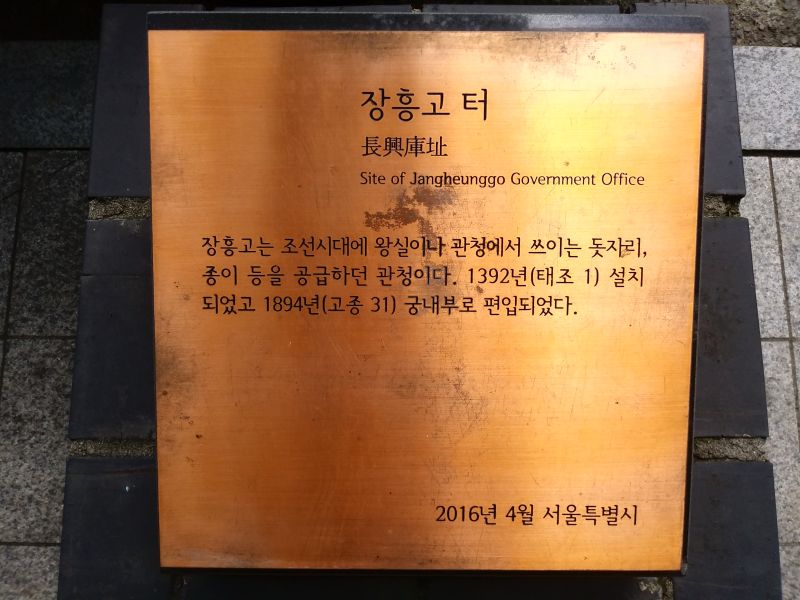 장흥고 터
長興庫址
Site of Jangheunggo Government Office
장흥고는 조선시대에 왕실이나 관청에서 쓰이는 돗자리,
종이 등을 공급하던 관청이다. 1392년(태조 1) 설치
되었고 1894년(고종 31) 궁내부로 편입되었다.
2016년 4월 서울특별시